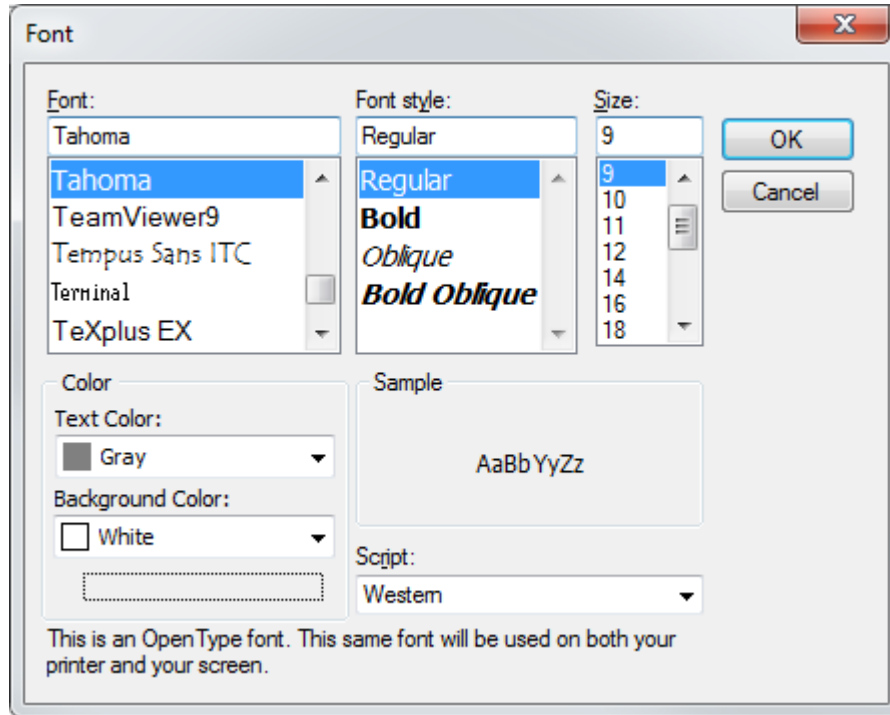 Font
Font:
Tahoma
Tahoma
TeamViewer9
Tempus Sans ITC
Terminal
TeXplus EX
Font style:
Regular
Regular
Bold
Oblique
Bold Oblique
Size:
9
9
10
11
12
14
16
18
OK
Cancel
Color
Text Color:
Gray
Background Color:
White
Sample
AaBbYyZz
Script:
Western
This is an OpenType font. This same font will be used on both your
printer and your screen.